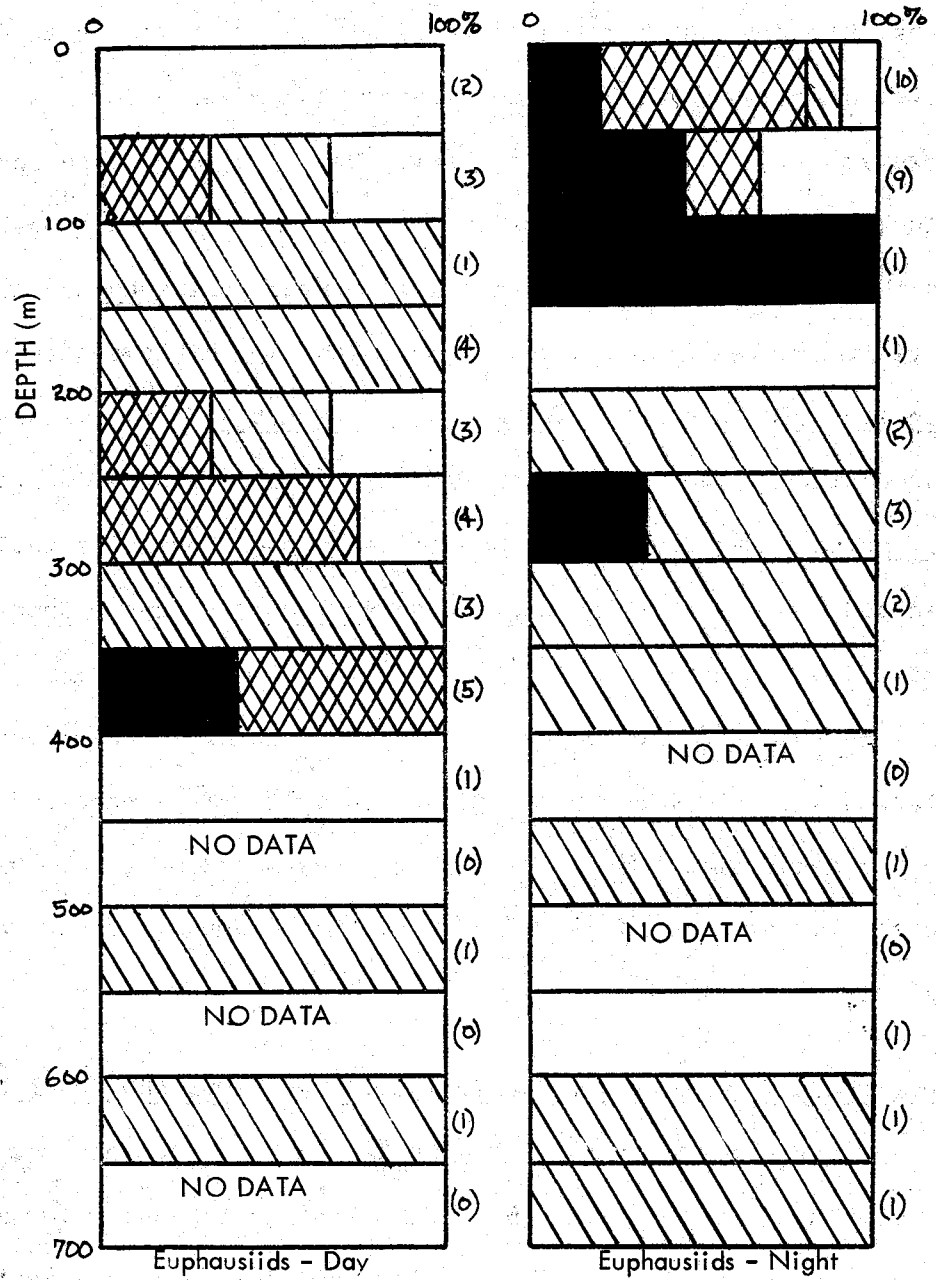 0 100% 0 100%
0 (2) (10)
(3) (9)
100 (1) (1)
(4) (1)
DEPTH (m)
200 (3) (2)
(4) (3)
300 (3) (2)
(5) (1)
400 (1) NO DATA (0)
NO DATA (0) (1)
500 (1) NO DATA (0)
NO DATA (0) (1)
600 (1) (1)
NO DATA (0) (1)
700
Euphausiids - Day Euphausiids - Night